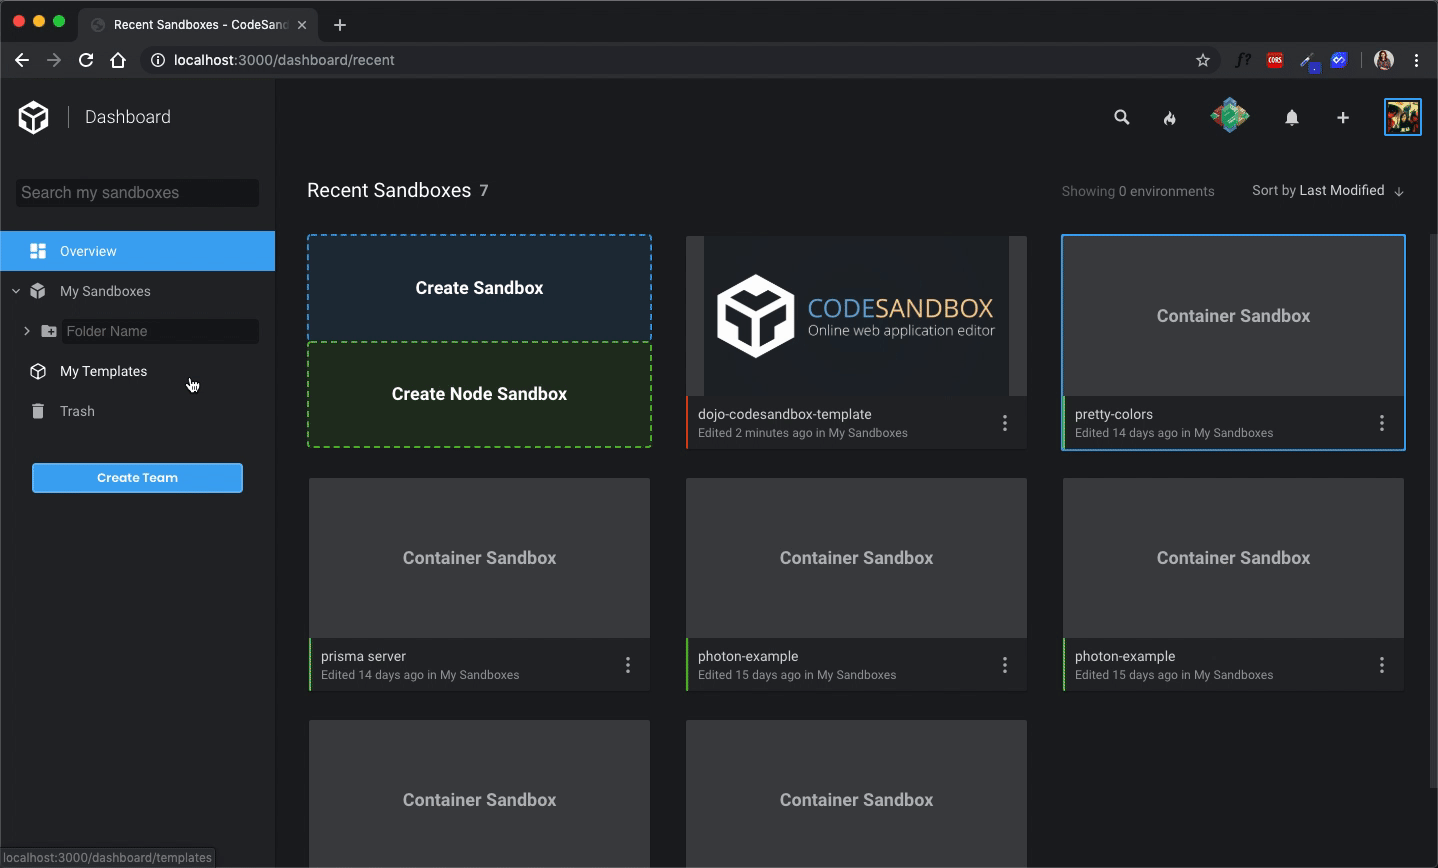 Recent Sandboxes - CodeSand
localhost:3000/dashboard/recent
f?
CORS
Dashboard
Search my sandboxes
Overview
My Sandboxes
Folder Name
My Templates
Trash
Create Team
Recent Sandboxes 7
Showing 0 environments
Sort by Last Modified
Create Sandbox
Create Node Sandbox
CODESANDBOX
Online web application editor
dojo-codesandbox-template
Edited 2 minutes ago in My Sandboxes
Container Sandbox
pretty-colors
Edited 14 days ago in My Sandboxes
Container Sandbox
prisma server
Edited 14 days ago in My Sandboxes
Container Sandbox
photon-example
Edited 15 days ago in My Sandboxes
Container Sandbox
photon-example
Edited 15 days ago in My Sandboxes
Container Sandbox
Container Sandbox
localhost:3000/dashboard/templates